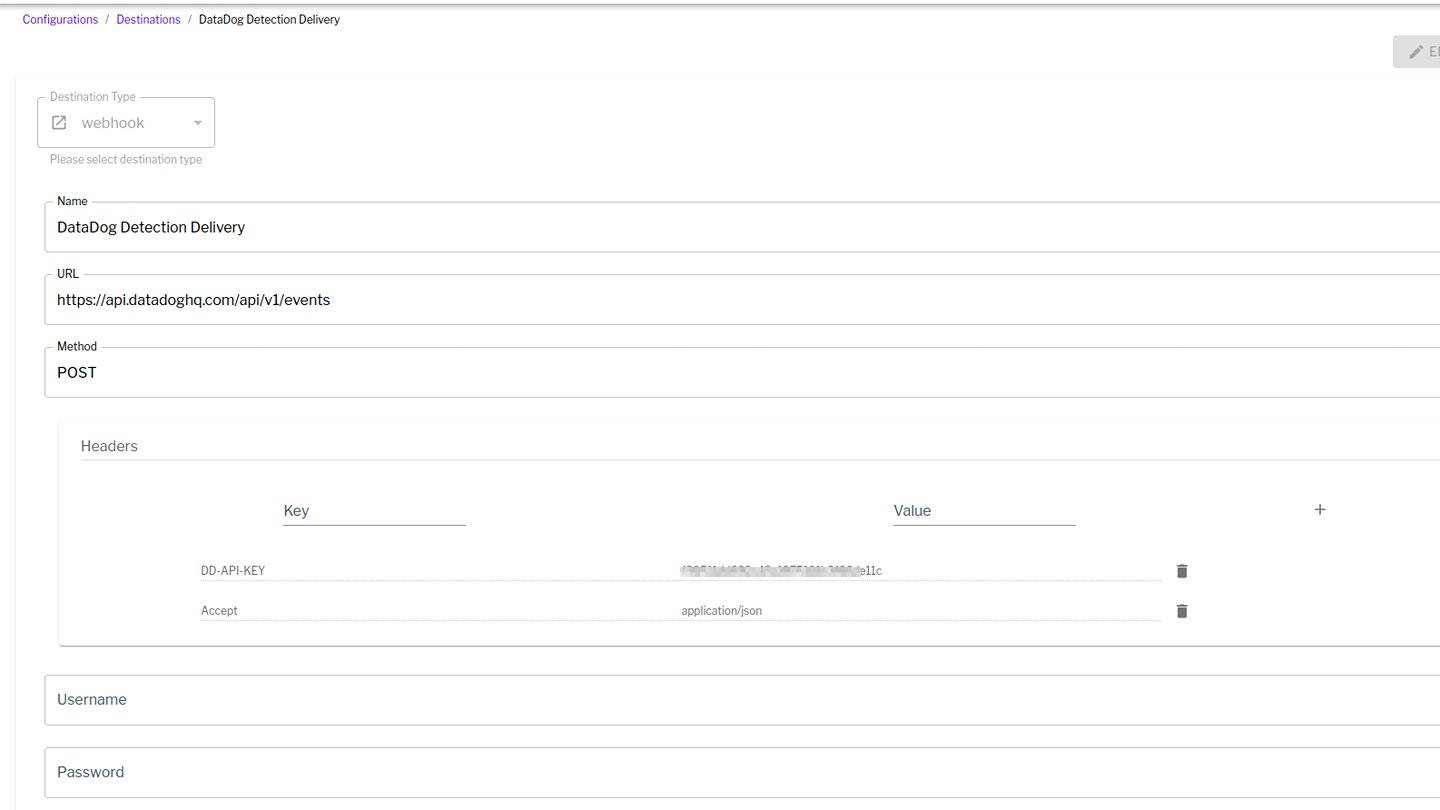 Configurations / Destinations / DataDog Detection Delivery
Destination Type
webhook
Please select destination type
Name
DataDog Detection Delivery
URL
https://api.datadoghq.com/api/v1/events
Method
POST
Headers
Key Value +
DD-API-KEY e11c
Accept application/json
Username
Password